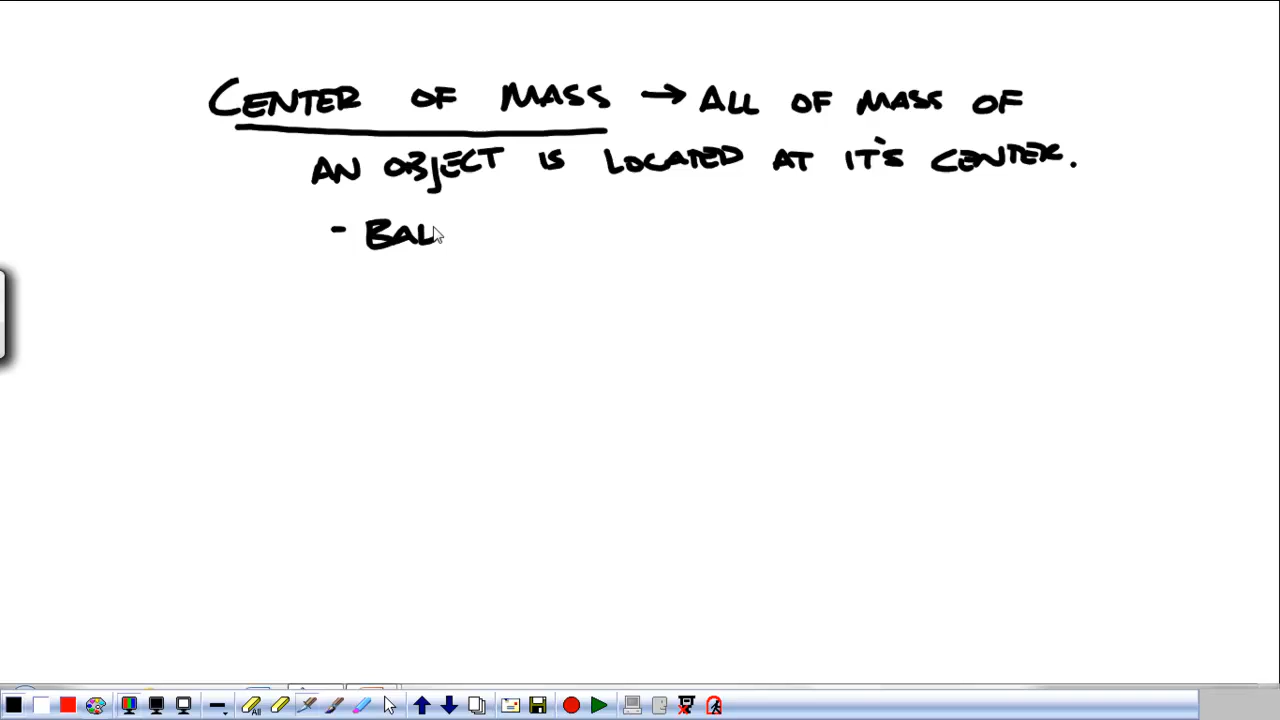 CENTER OF MASS → ALL OF MASS OF
AN OBJECT IS LOCATED AT IT'S CENTER.
- BAL